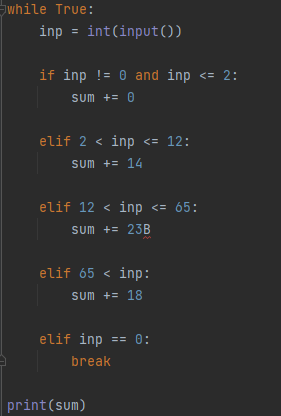 while True:
    inp = int(input())
    if inp != 0 and inp <= 2:
        sum += 0
    elif 2 < inp <= 12:
        sum += 14
    elif 12 < inp <= 65:
        sum += 23B
    elif 65 < inp:
        sum += 18
    elif inp == 0:
        break
print(sum)